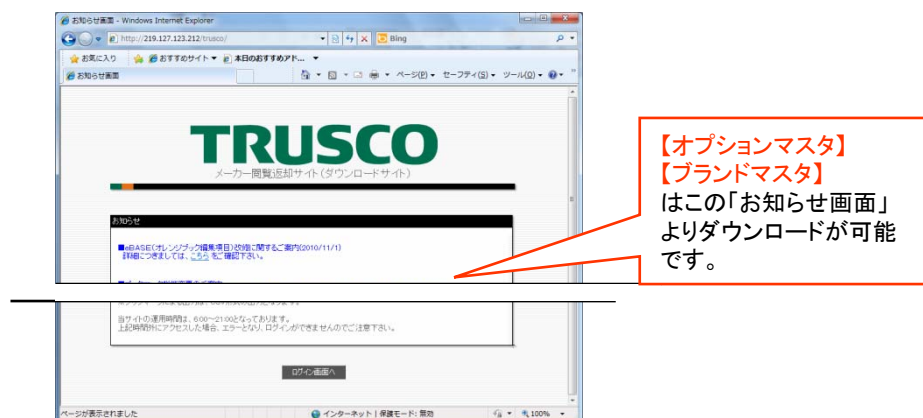 お知らせ画面 - Windows Internet Explorer
http://219.127.123.212/trusco/
Bing
お気に入り おすすめサイト ▼ 本日のおすすめアド... ▼
お知らせ画面 ページ(P) ▼ セーフティ(S) ▼ ツール(O) ▼
TRUSCO
メーカー閲覧返却サイト(ダウンロードサイト)
お知らせ
■eBASE(オレンジブック編集項目)改修に関するご案内(2010/11/1)
詳細につきましては、こちら をご確認下さい。
当サイトの運用時間は、6:00～21:00となっております。
上記時間外にアクセスした場合、エラーとなり、ログインができませんのでご注意下さい。
ログイン画面へ
ページが表示されました インターネット | 保護モード: 無効 100%
【オプションマスタ】
【ブランドマスタ】
はこの「お知らせ画面」
よりダウンロードが可能
です。